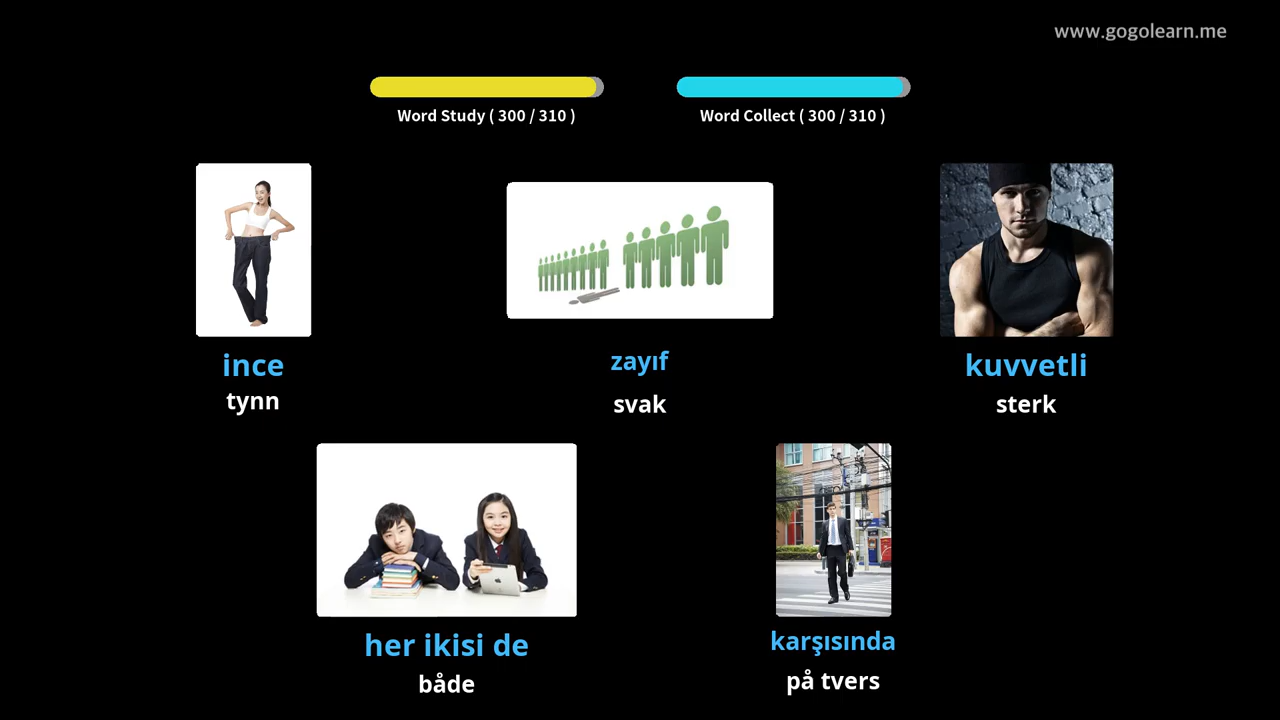 www.gogolearn.me
Word Study ( 300 / 310 )
Word Collect ( 300 / 310 )
ince
tynn
zayıf
svak
kuvvetli
sterk
her ikisi de
både
karşısında
på tvers